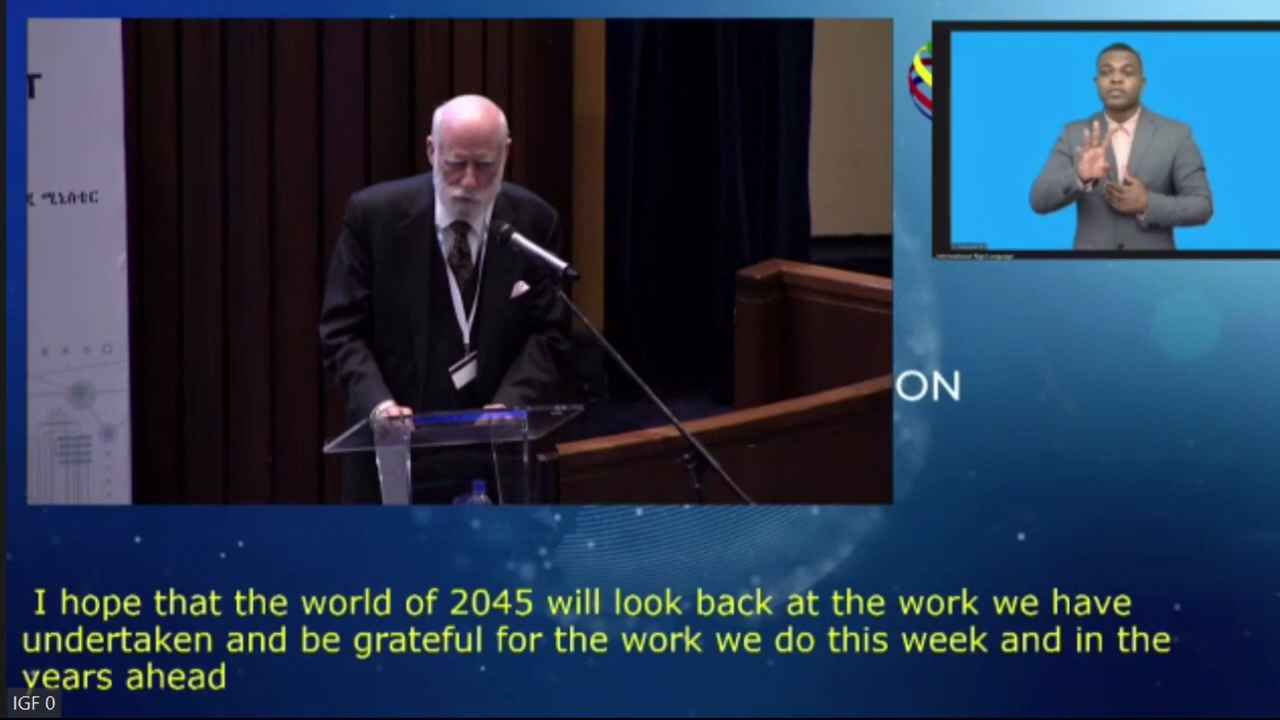 T
ሚኒስቴር
ON
I hope that the world of 2045 will look back at the work we have
undertaken and be grateful for the work we do this week and in the
years ahead
IGF 0